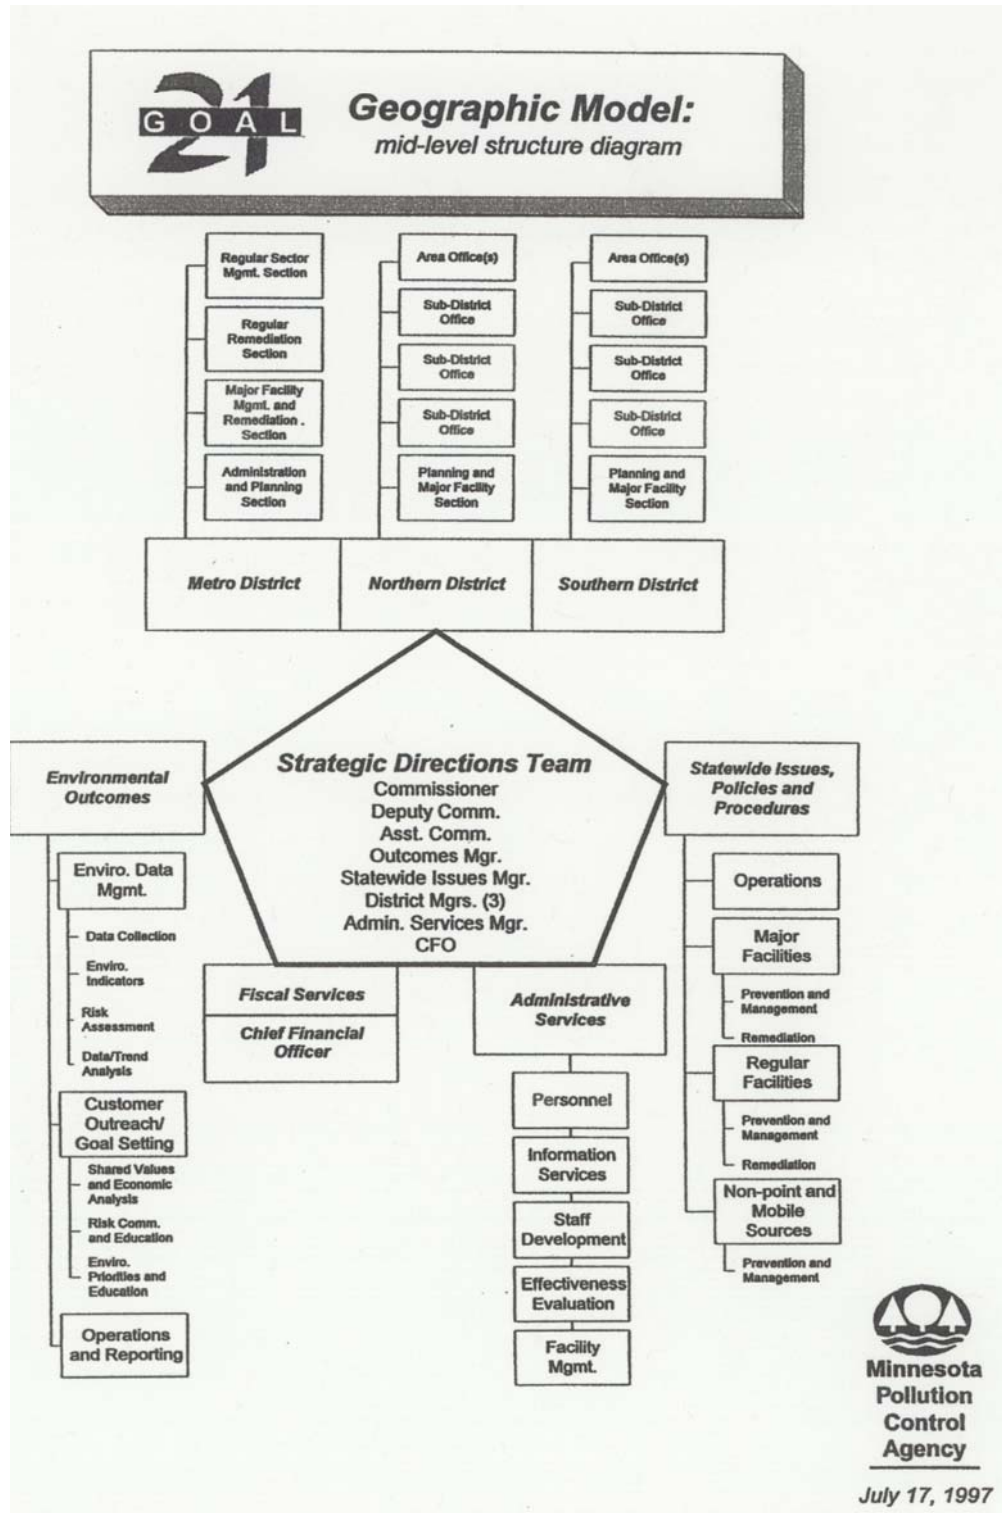 21
GOAL
Geographic Model:
mid-level structure diagram
Regular Sector
Mgmt. Section
Regular
Remediation
Section
Major Facility
Mgmt. and
Remediation .
Section
Administration
and Planning
Section
Area Office(s)
Sub-District
Office
Sub-District
Office
Sub-District
Office
Planning and
Major Facility
Section
Area Office(s)
Sub-District
Office
Sub-District
Office
Sub-District
Office
Planning and
Major Facility
Section
Metro District
Northern District
Southern District
Strategic Directions Team
Commissioner
Deputy Comm.
Asst. Comm.
Outcomes Mgr.
Statewide Issues Mgr.
District Mgrs. (3)
Admin. Services Mgr.
CFO
Environmental
Outcomes
Enviro. Data
Mgmt.
Data Collection
Enviro.
Indicators
Risk
Assessment
Data/Trend
Analysis
Customer
Outreach/
Goal Setting
Shared Values
and Economic
Analysis
Risk Comm.
and Education
Enviro.
Priorities and
Education
Operations
and Reporting
Fiscal Services
Chief Financial
Officer
Administrative
Services
Personnel
Information
Services
Staff
Development
Effectiveness
Evaluation
Facility
Mgmt.
Statewide Issues,
Policies and
Procedures
Operations
Major
Facilities
Prevention and
Management
Remediation
Regular
Facilities
Prevention and
Management
Remediation
Non-point and
Mobile
Sources
Prevention and
Management
Minnesota
Pollution
Control
Agency
July 17, 1997